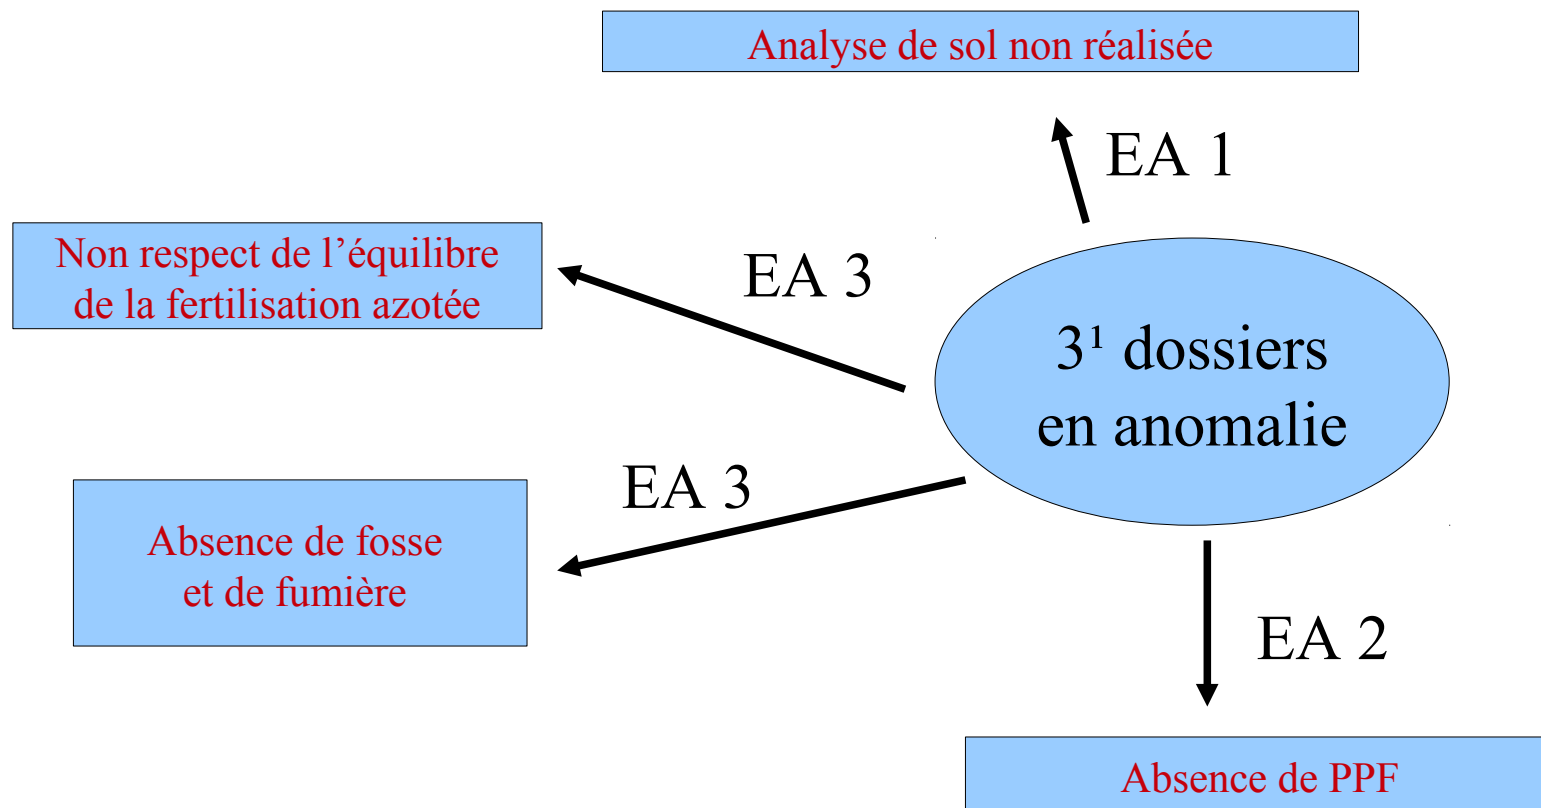 Analyse de sol non réalisée
EA 1
Non respect de l’équilibre
de la fertilisation azotée
EA 3
3¹ dossiers
en anomalie
EA 3
Absence de fosse
et de fumière
EA 2
Absence de PPF